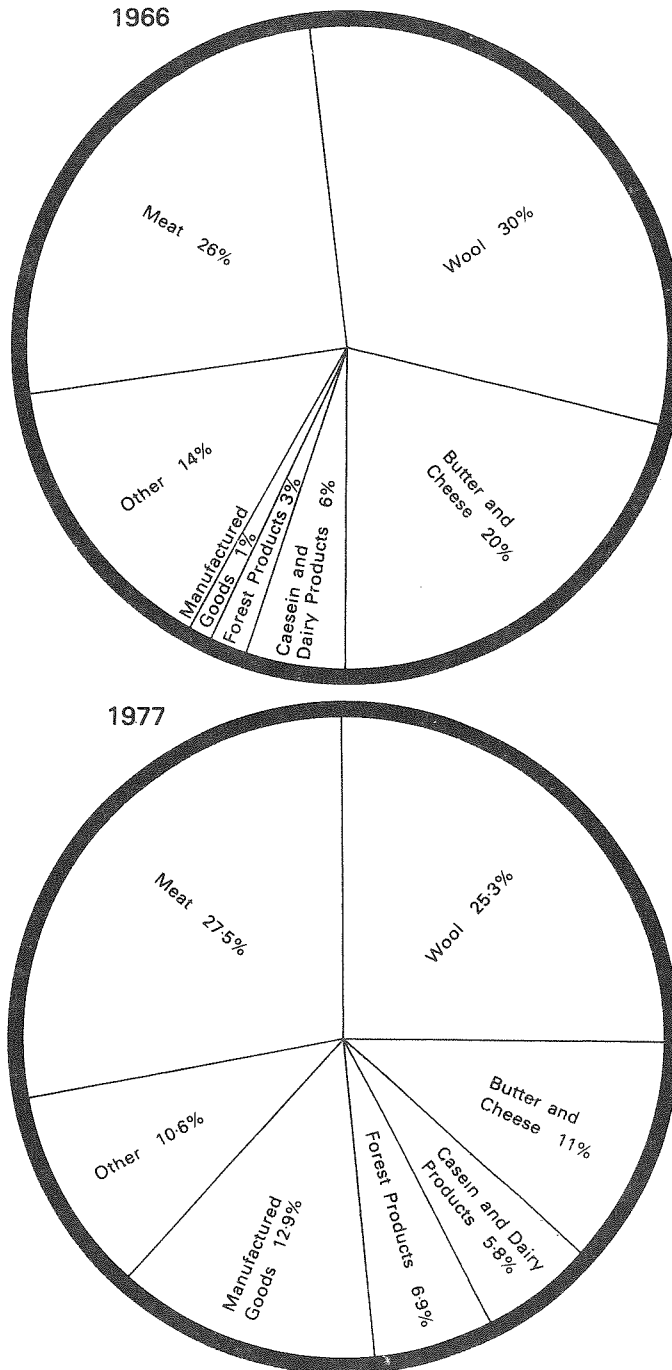 1966
Meat 26%
Wool 30%
Other 14%
Manufactured
Goods 1%
Forest Products 3%
Caesein and
Dairy Products 6%
Butter and
Cheese 20%
1977
Meat 27·5%
Wool 25·3%
Other 10·6%
Manufactured
Goods 12·9%
Forest Products 6·9%
Casein and Dairy
Products 5·8%
Butter and
Cheese 11%